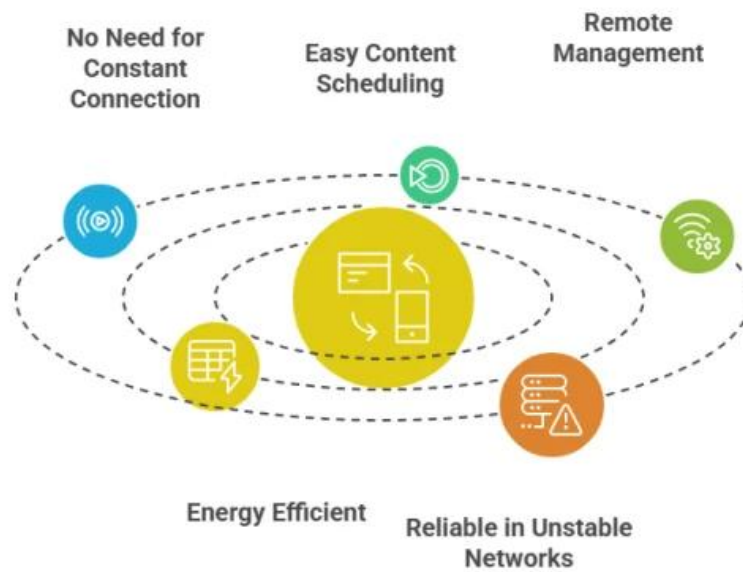 No Need for
Constant
Connection
Easy Content
Scheduling
Remote
Management
Energy Efficient
Reliable in Unstable
Networks